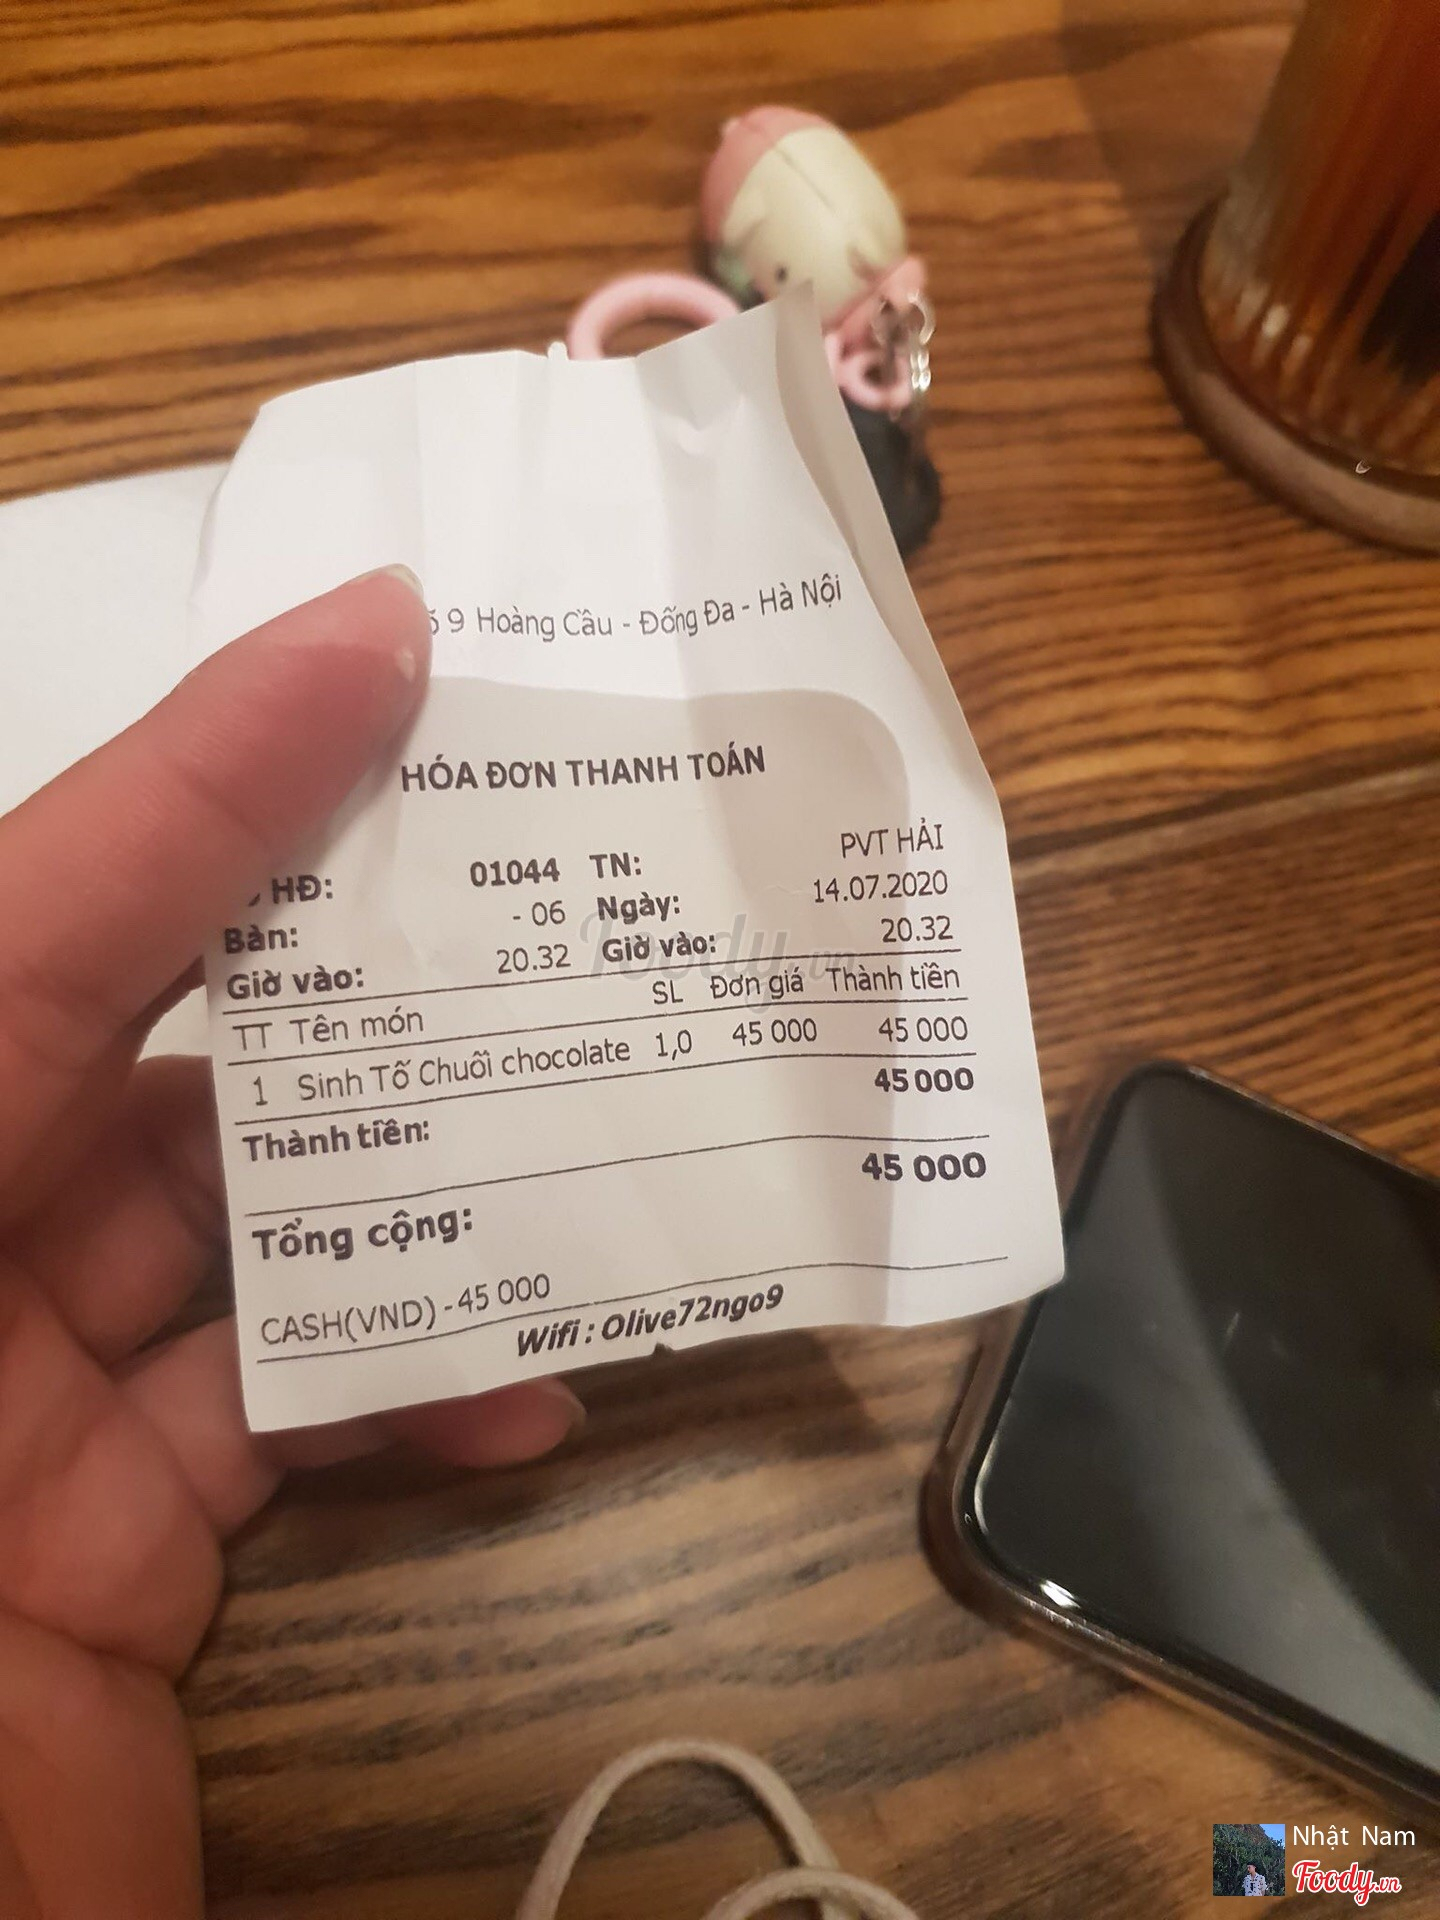 9 Hoàng Cầu - Đống Đa - Hà Nội
HÓA ĐƠN THANH TOÁN
HĐ: 01044 TN: PVT HẢI
Bàn: - 06 Ngày: 14.07.2020
Giờ vào: 20.32 Giờ vào: 20.32
TT Tên món SL Đơn giá Thành tiền
1 Sinh Tố Chuối chocolate 1,0 45 000 45 000
Thành tiền: 45 000
Tổng cộng: 45 000
CASH(VND) - 45 000
Wifi : Olive72ngo9
Foody.vn
Nhật Nam
Foody.vn